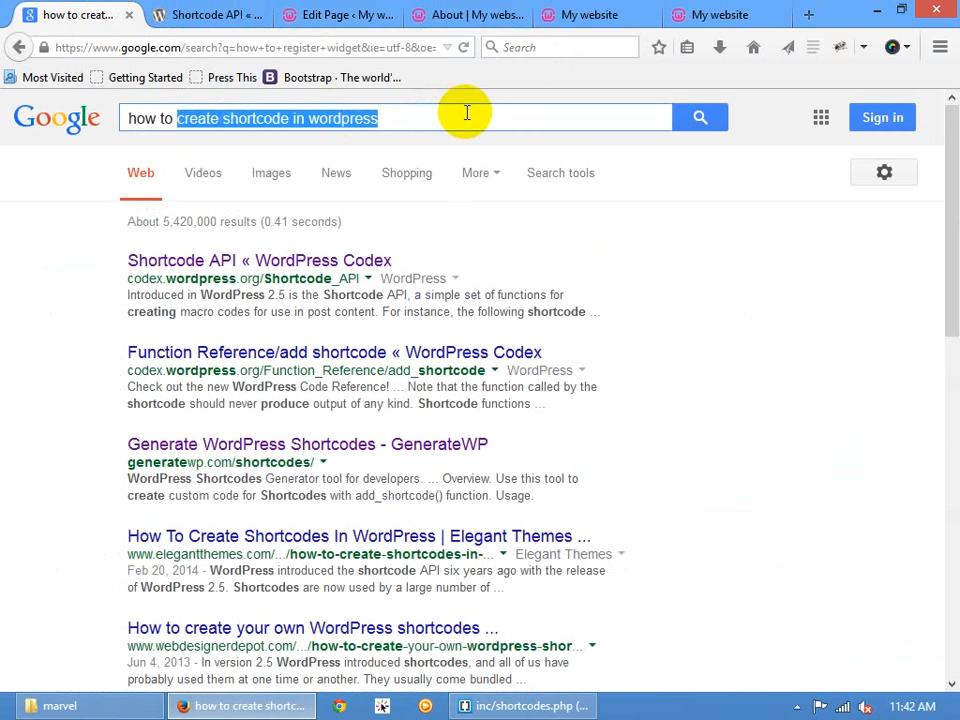 how to creat...
Shortcode API « ...
Edit Page ‹ My w...
About | My webs...
My website
My website
https://www.google.com/search?q=how+to+register+widget&ie=utf-8&oe=
Search
Most Visited
Getting Started
Press This
Bootstrap · The world'...
Google
how to create shortcode in wordpress
Sign in
Web
Videos
Images
News
Shopping
More
Search tools
About 5,420,000 results (0.41 seconds)
Shortcode API « WordPress Codex
codex.wordpress.org/Shortcode_API WordPress
Introduced in WordPress 2.5 is the Shortcode API, a simple set of functions for
creating macro codes for use in post content. For instance, the following shortcode ...
Function Reference/add shortcode « WordPress Codex
codex.wordpress.org/Function_Reference/add_shortcode WordPress
Check out the new WordPress Code Reference! ... Note that the function called by the
shortcode should never produce output of any kind. Shortcode functions ...
Generate WordPress Shortcodes - GenerateWP
generatewp.com/shortcodes/
WordPress Shortcodes Generator tool for developers. ... Overview. Use this tool to
create custom code for Shortcodes with add_shortcode() function. Usage.
How To Create Shortcodes In WordPress | Elegant Themes ...
www.elegantthemes.com/.../how-to-create-shortcodes-in-... Elegant Themes
Feb 20, 2014 - WordPress introduced the shortcode API six years ago with the release
of WordPress 2.5. Shortcodes are now used by a large number of ...
How to create your own WordPress shortcodes ...
www.webdesignerdepot.com/.../how-to-create-your-own-wordpress-shor...
Jun 4, 2013 - In version 2.5 WordPress introduced shortcodes, and all of us have
probably used them at one time or another. They usually come bundled ...
marvel
how to create shortc...
inc/shortcodes.php (...
11:42 AM